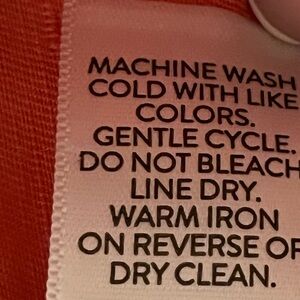 MACHINE WASH
COLD WITH LIKE
COLORS.
GENTLE CYCLE.
DO NOT BLEACH
LINE DRY.
WARM IRON
ON REVERSE OF
DRY CLEAN.